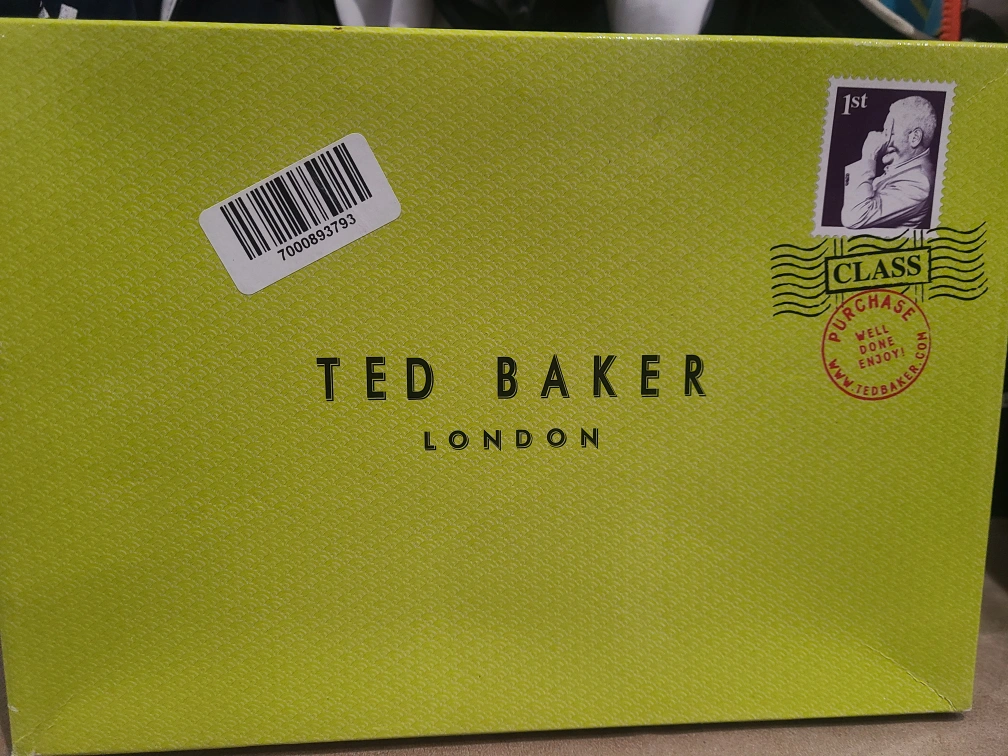 1st
7000893793
CLASS
PURCHASE
WELL
DONE
ENJOY!
WWW.TEDBAKER.COM
TED BAKER
LONDON